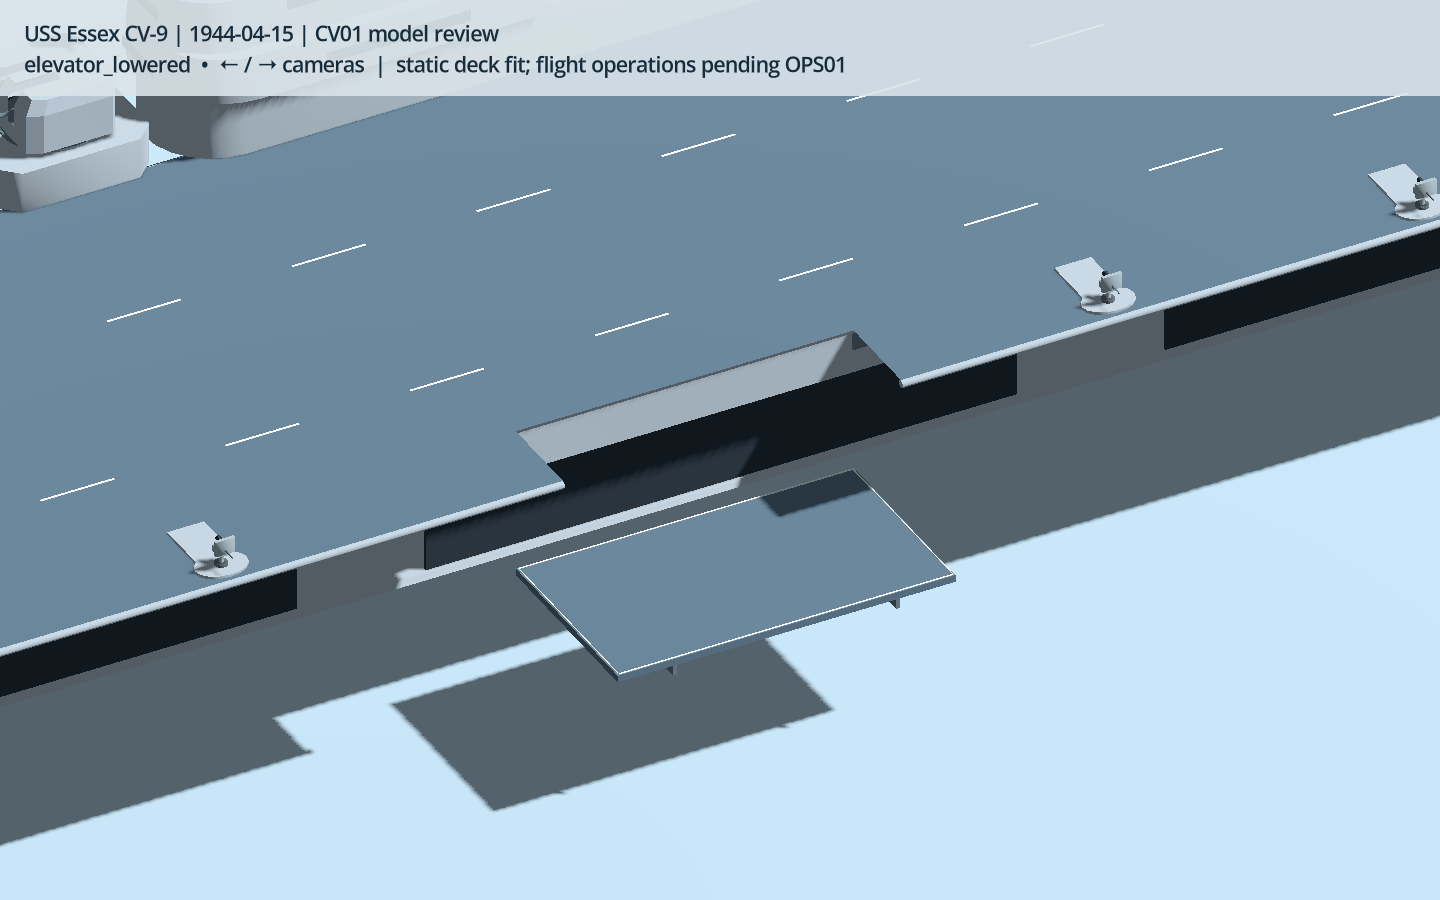 USS Essex CV-9 | 1944-04-15 | CV01 model review
elevator_lowered • ← / → cameras | static deck fit; flight operations pending OPS01